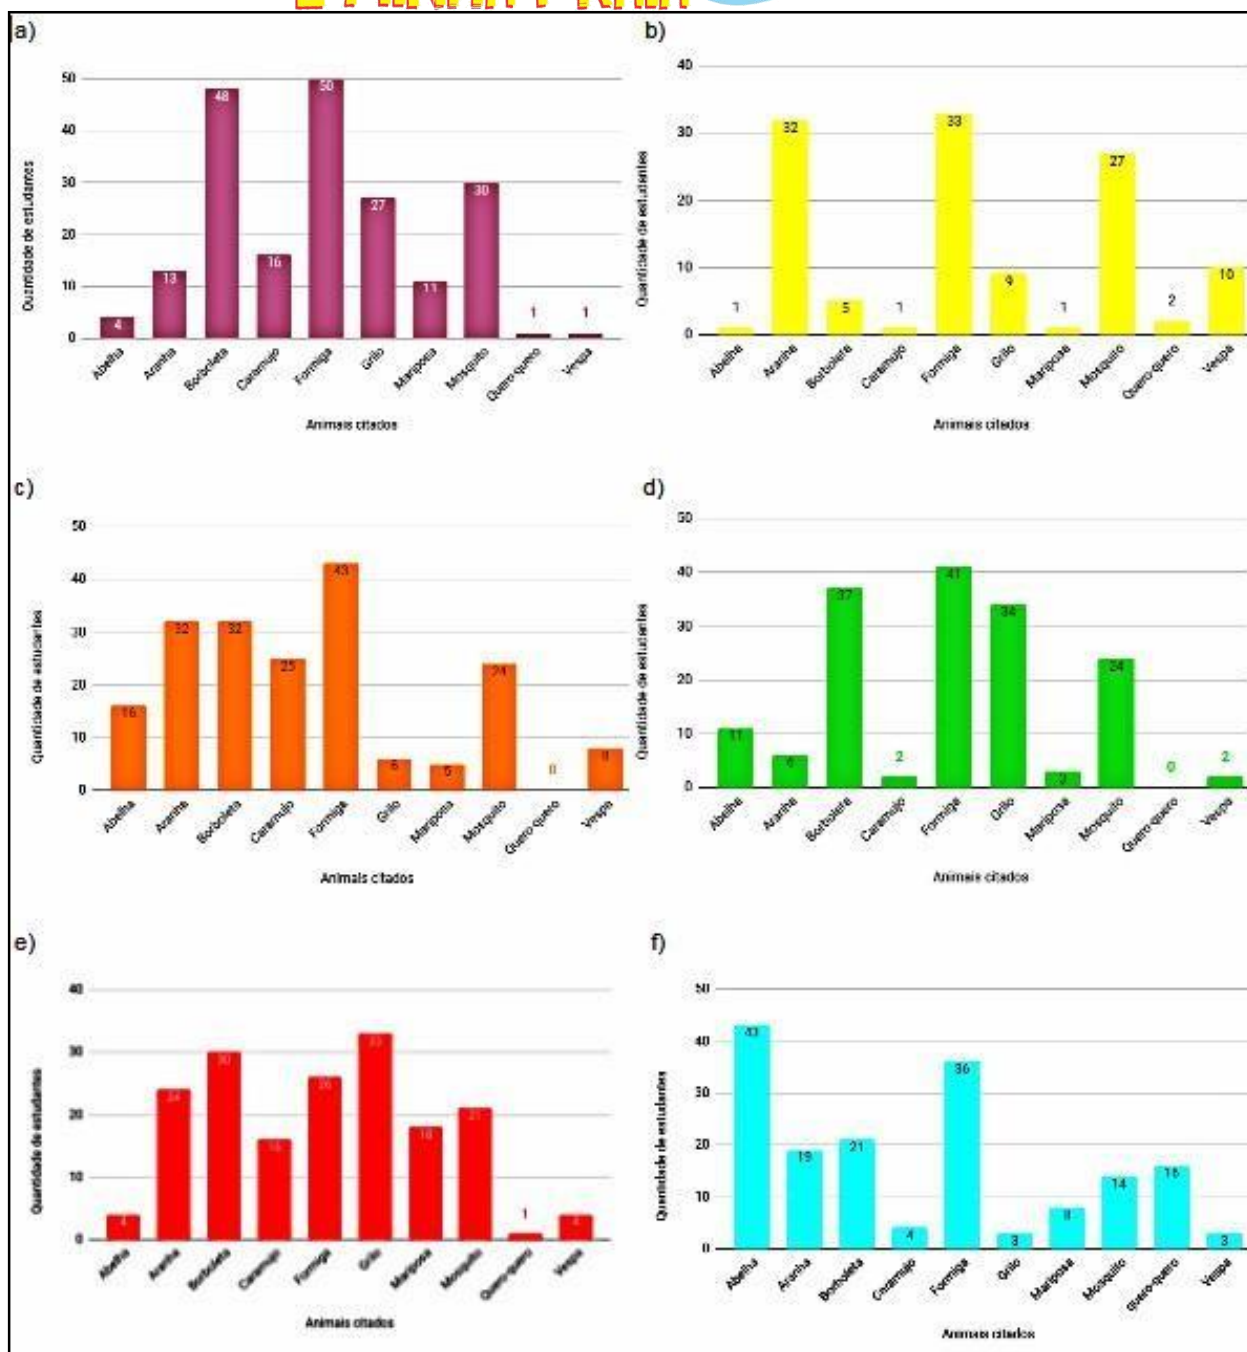 a)
50
40
30
20
10
0
Quantidade de estudantes
4
13
48
16
50
27
11
30
1
1
Abelha
Aranha
Borboleta
Caramujo
Formiga
Grilo
Mariposa
Mosquito
Quero-quero
Vespa
Animais citados
b)
40
30
20
10
0
Quantidade de estudantes
1
32
5
1
33
9
1
27
2
10
Abelha
Aranha
Borboleta
Caramujo
Formiga
Grilo
Mariposa
Mosquito
Quero-quero
Vespa
Animais citados
c)
50
40
30
20
10
0
Quantidade de estudantes
16
32
32
25
43
6
5
24
0
8
Abelha
Aranha
Borboleta
Caramujo
Formiga
Grilo
Mariposa
Mosquito
Quero-quero
Vespa
Animais citados
d)
50
40
30
20
10
0
Quantidade de estudantes
11
6
37
2
41
34
24
0
2
Abelha
Aranha
Borboleta
Caramujo
Formiga
Grilo
Mariposa
Mosquito
Quero-quero
Vespa
Animais citados
e)
40
30
20
10
0
Quantidade de estudantes
4
24
30
16
26
33
18
21
1
4
Abelha
Aranha
Borboleta
Caramujo
Formiga
Grilo
Mariposa
Mosquito
Quero-quero
Vespa
Animais citados
f)
50
40
30
20
10
0
Quantidade de estudantes
43
19
21
4
36
3
8
14
16
3
Abelha
Aranha
Borboleta
Caramujo
Formiga
Grilo
Mariposa
Mosquito
quero-quero
Vespa
Animais citados